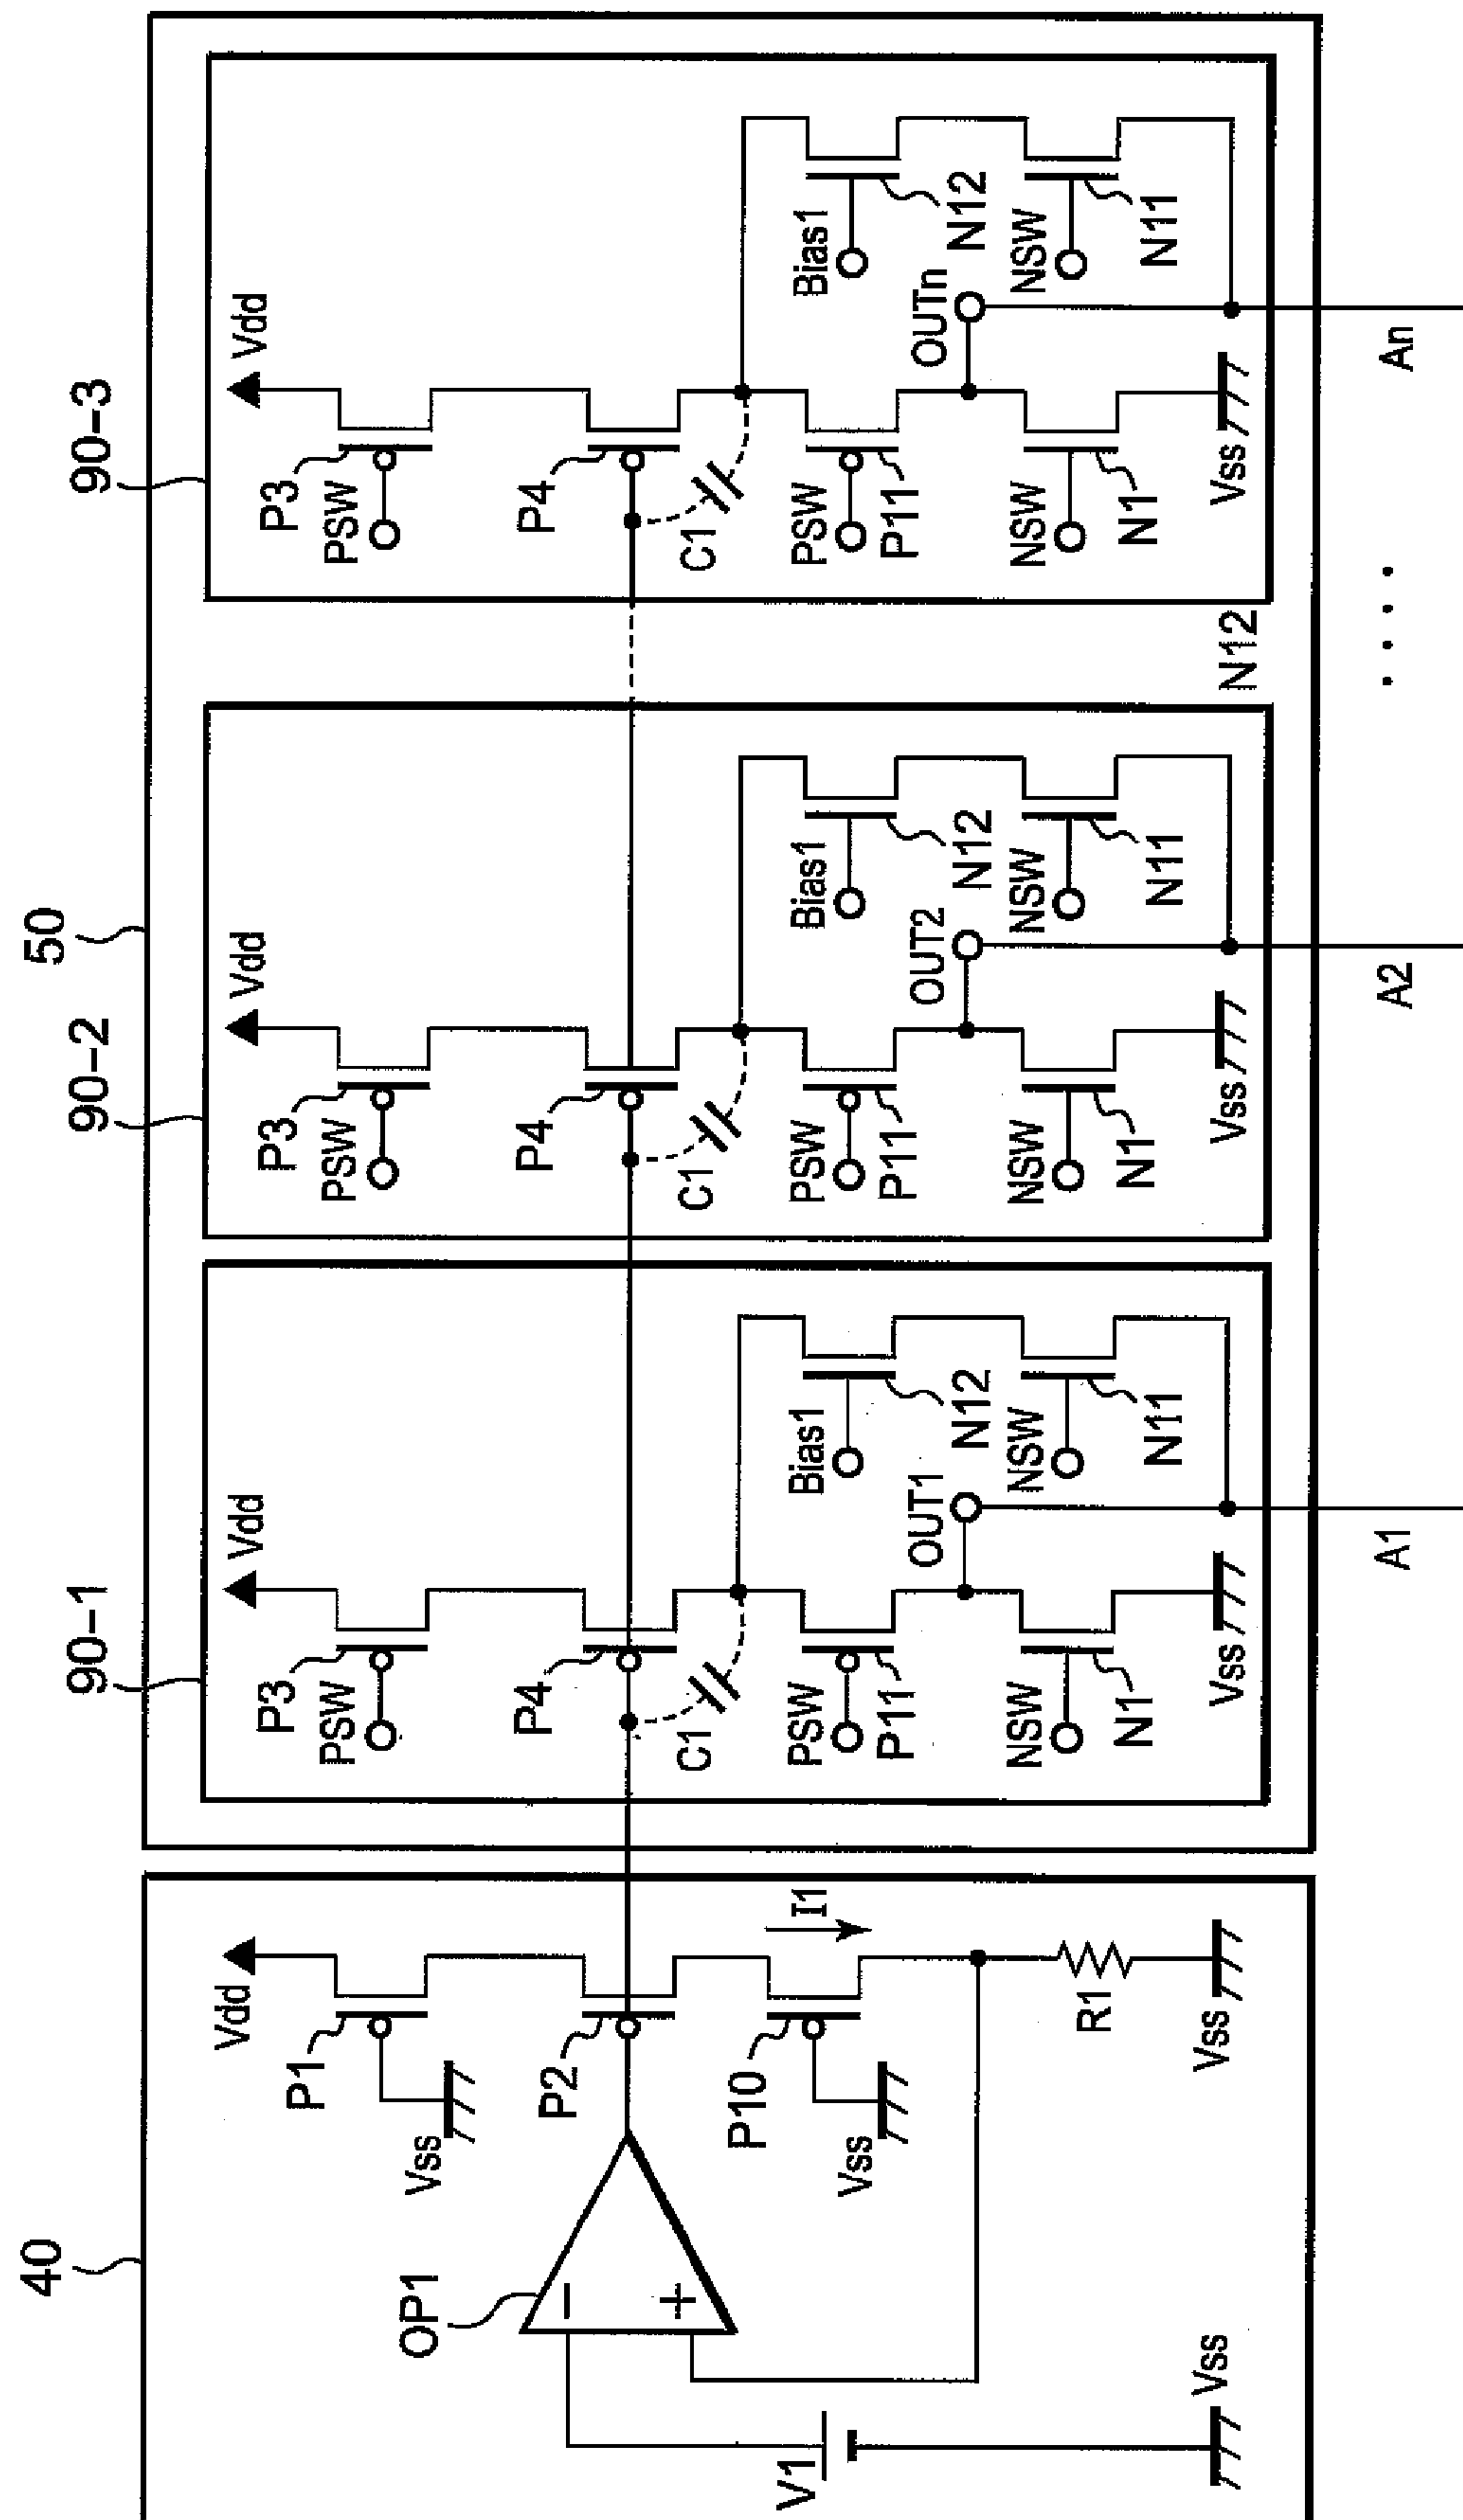 40
OP1
V1
Vss
Vdd
P1
Vss
P2
P10
Vss
I1
R1
Vss
50
90-1
Vdd
P3
PSW
P4
C1
PSW
P11
NSW
N1
Vss
OUT1
Bias1
N12
NSW
N11
A1
90-2
Vdd
P3
PSW
P4
C1
PSW
P11
NSW
N1
Vss
OUT2
Bias1
N12
NSW
N11
A2
N12
90-3
Vdd
P3
PSW
P4
C1
PSW
P11
NSW
N1
Vss
OUTn
Bias1
N12
NSW
N11
An